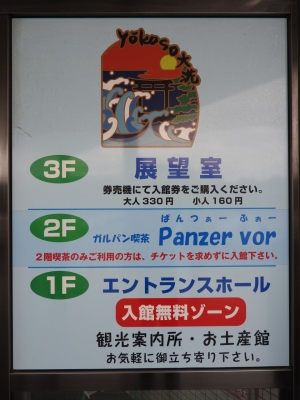 Yōkoso大洗
3F 展望室
券売機にて入館券をご購入ください。
大人330円 小人160円
ぱんつぁー ふぉー
2F ガルパン喫茶 Panzer vor
2階喫茶のみご利用の方は、チケットを求めずに入館下さい。
1F エントランスホール
入館無料ゾーン
観光案内所・お土産館
お気軽に御立ち寄り下さい。